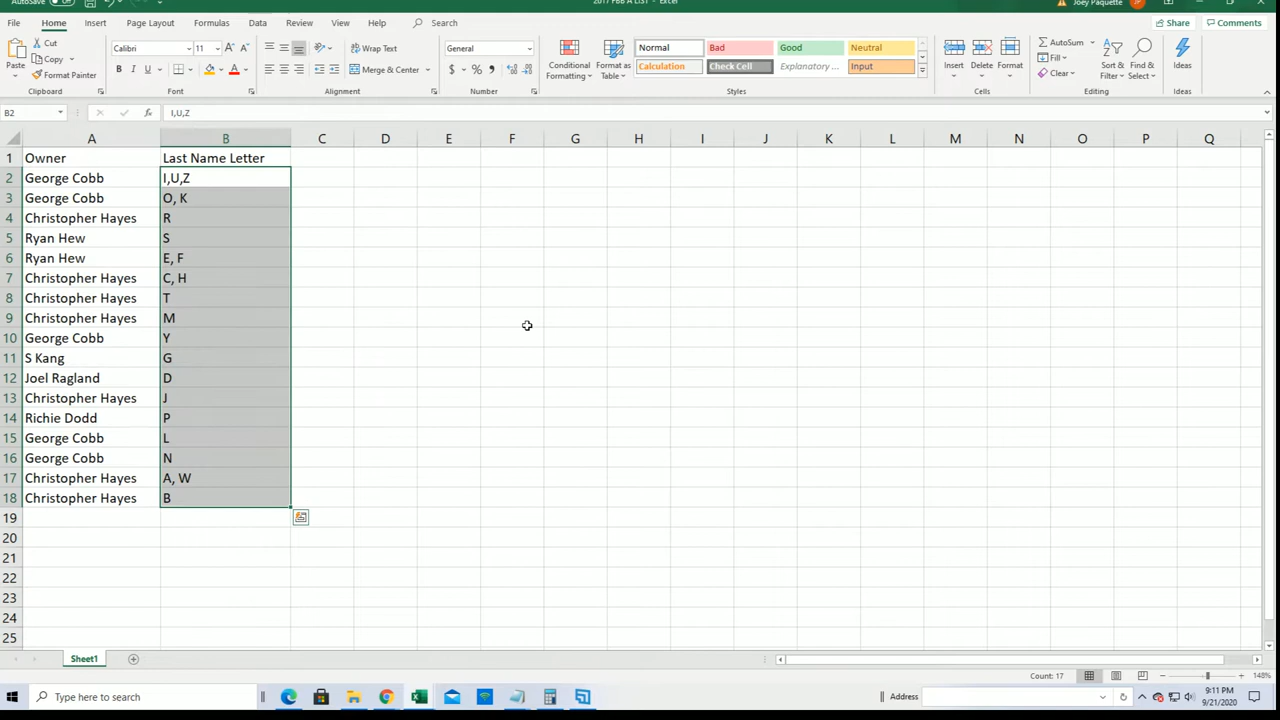 AutoSave
2017 PBB A LIST - Excel
Joey Paquette
JP
File Home Insert Page Layout Formulas Data Review View Help Search
Share Comments
Paste
Cut
Copy
Format Painter
Clipboard
Calibri 11
B I U
Font
Wrap Text
Merge & Center
Alignment
General
$ % ,
Number
Conditional Formatting
Format as Table
Normal Bad Good Neutral
Calculation Check Cell Explanatory ... Input
Styles
Insert Delete Format
Cells
AutoSum
Fill
Clear
Sort & Filter
Find & Select
Editing
Ideas
Ideas
B2 fx I,U,Z
A B C D E F G H I J K L M N O P Q
1 Owner Last Name Letter
2 George Cobb I,U,Z
3 George Cobb O, K
4 Christopher Hayes R
5 Ryan Hew S
6 Ryan Hew E, F
7 Christopher Hayes C, H
8 Christopher Hayes T
9 Christopher Hayes M
10 George Cobb Y
11 S Kang G
12 Joel Ragland D
13 Christopher Hayes J
14 Richie Dodd P
15 George Cobb L
16 George Cobb N
17 Christopher Hayes A, W
18 Christopher Hayes B
19
20
21
22
23
24
25
Sheet1
Count: 17
148%
Type here to search
Address
9:11 PM
9/21/2020